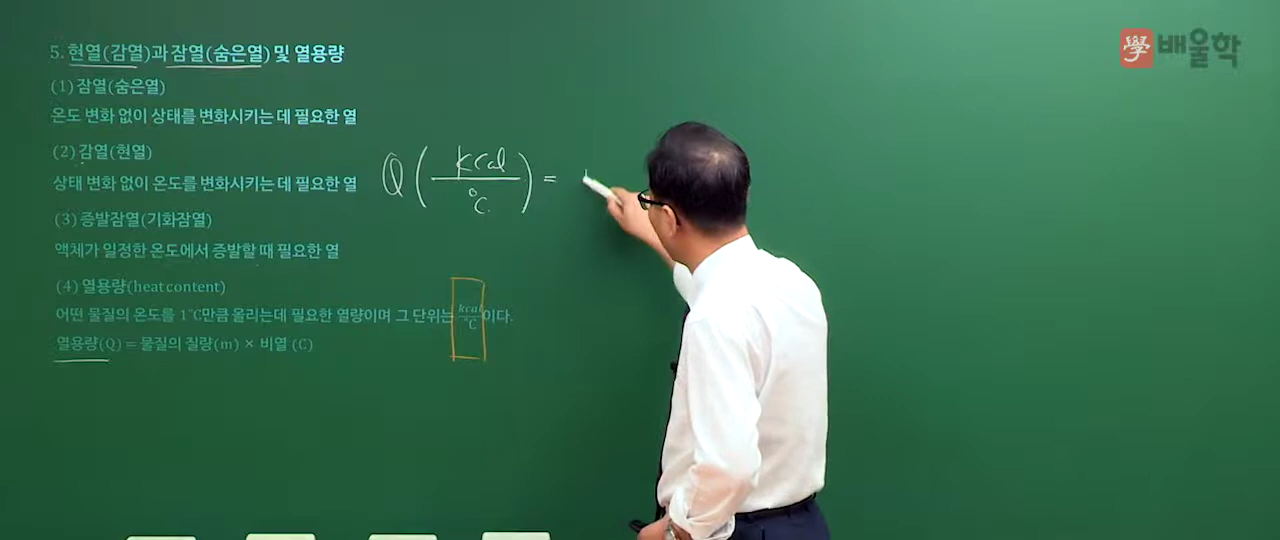 5. 현열(감열)과 잠열(숨은열) 및 열용량
(1) 잠열(숨은열)
온도 변화 없이 상태를 변화시키는 데 필요한 열
(2) 감열(현열)
상태 변화 없이 온도를 변화시키는 데 필요한 열
(3) 증발잠열(기화잠열)
액체가 일정한 온도에서 증발할 때 필요한 열
(4) 열용량(heat content)
어떤 물질의 온도를 1℃만큼 올리는데 필요한 열량이며 그 단위는 kcal/℃이다.
열용량(Q) = 물질의 질량(m) × 비열 (C)
Q (kcal/℃) =
學 배울학